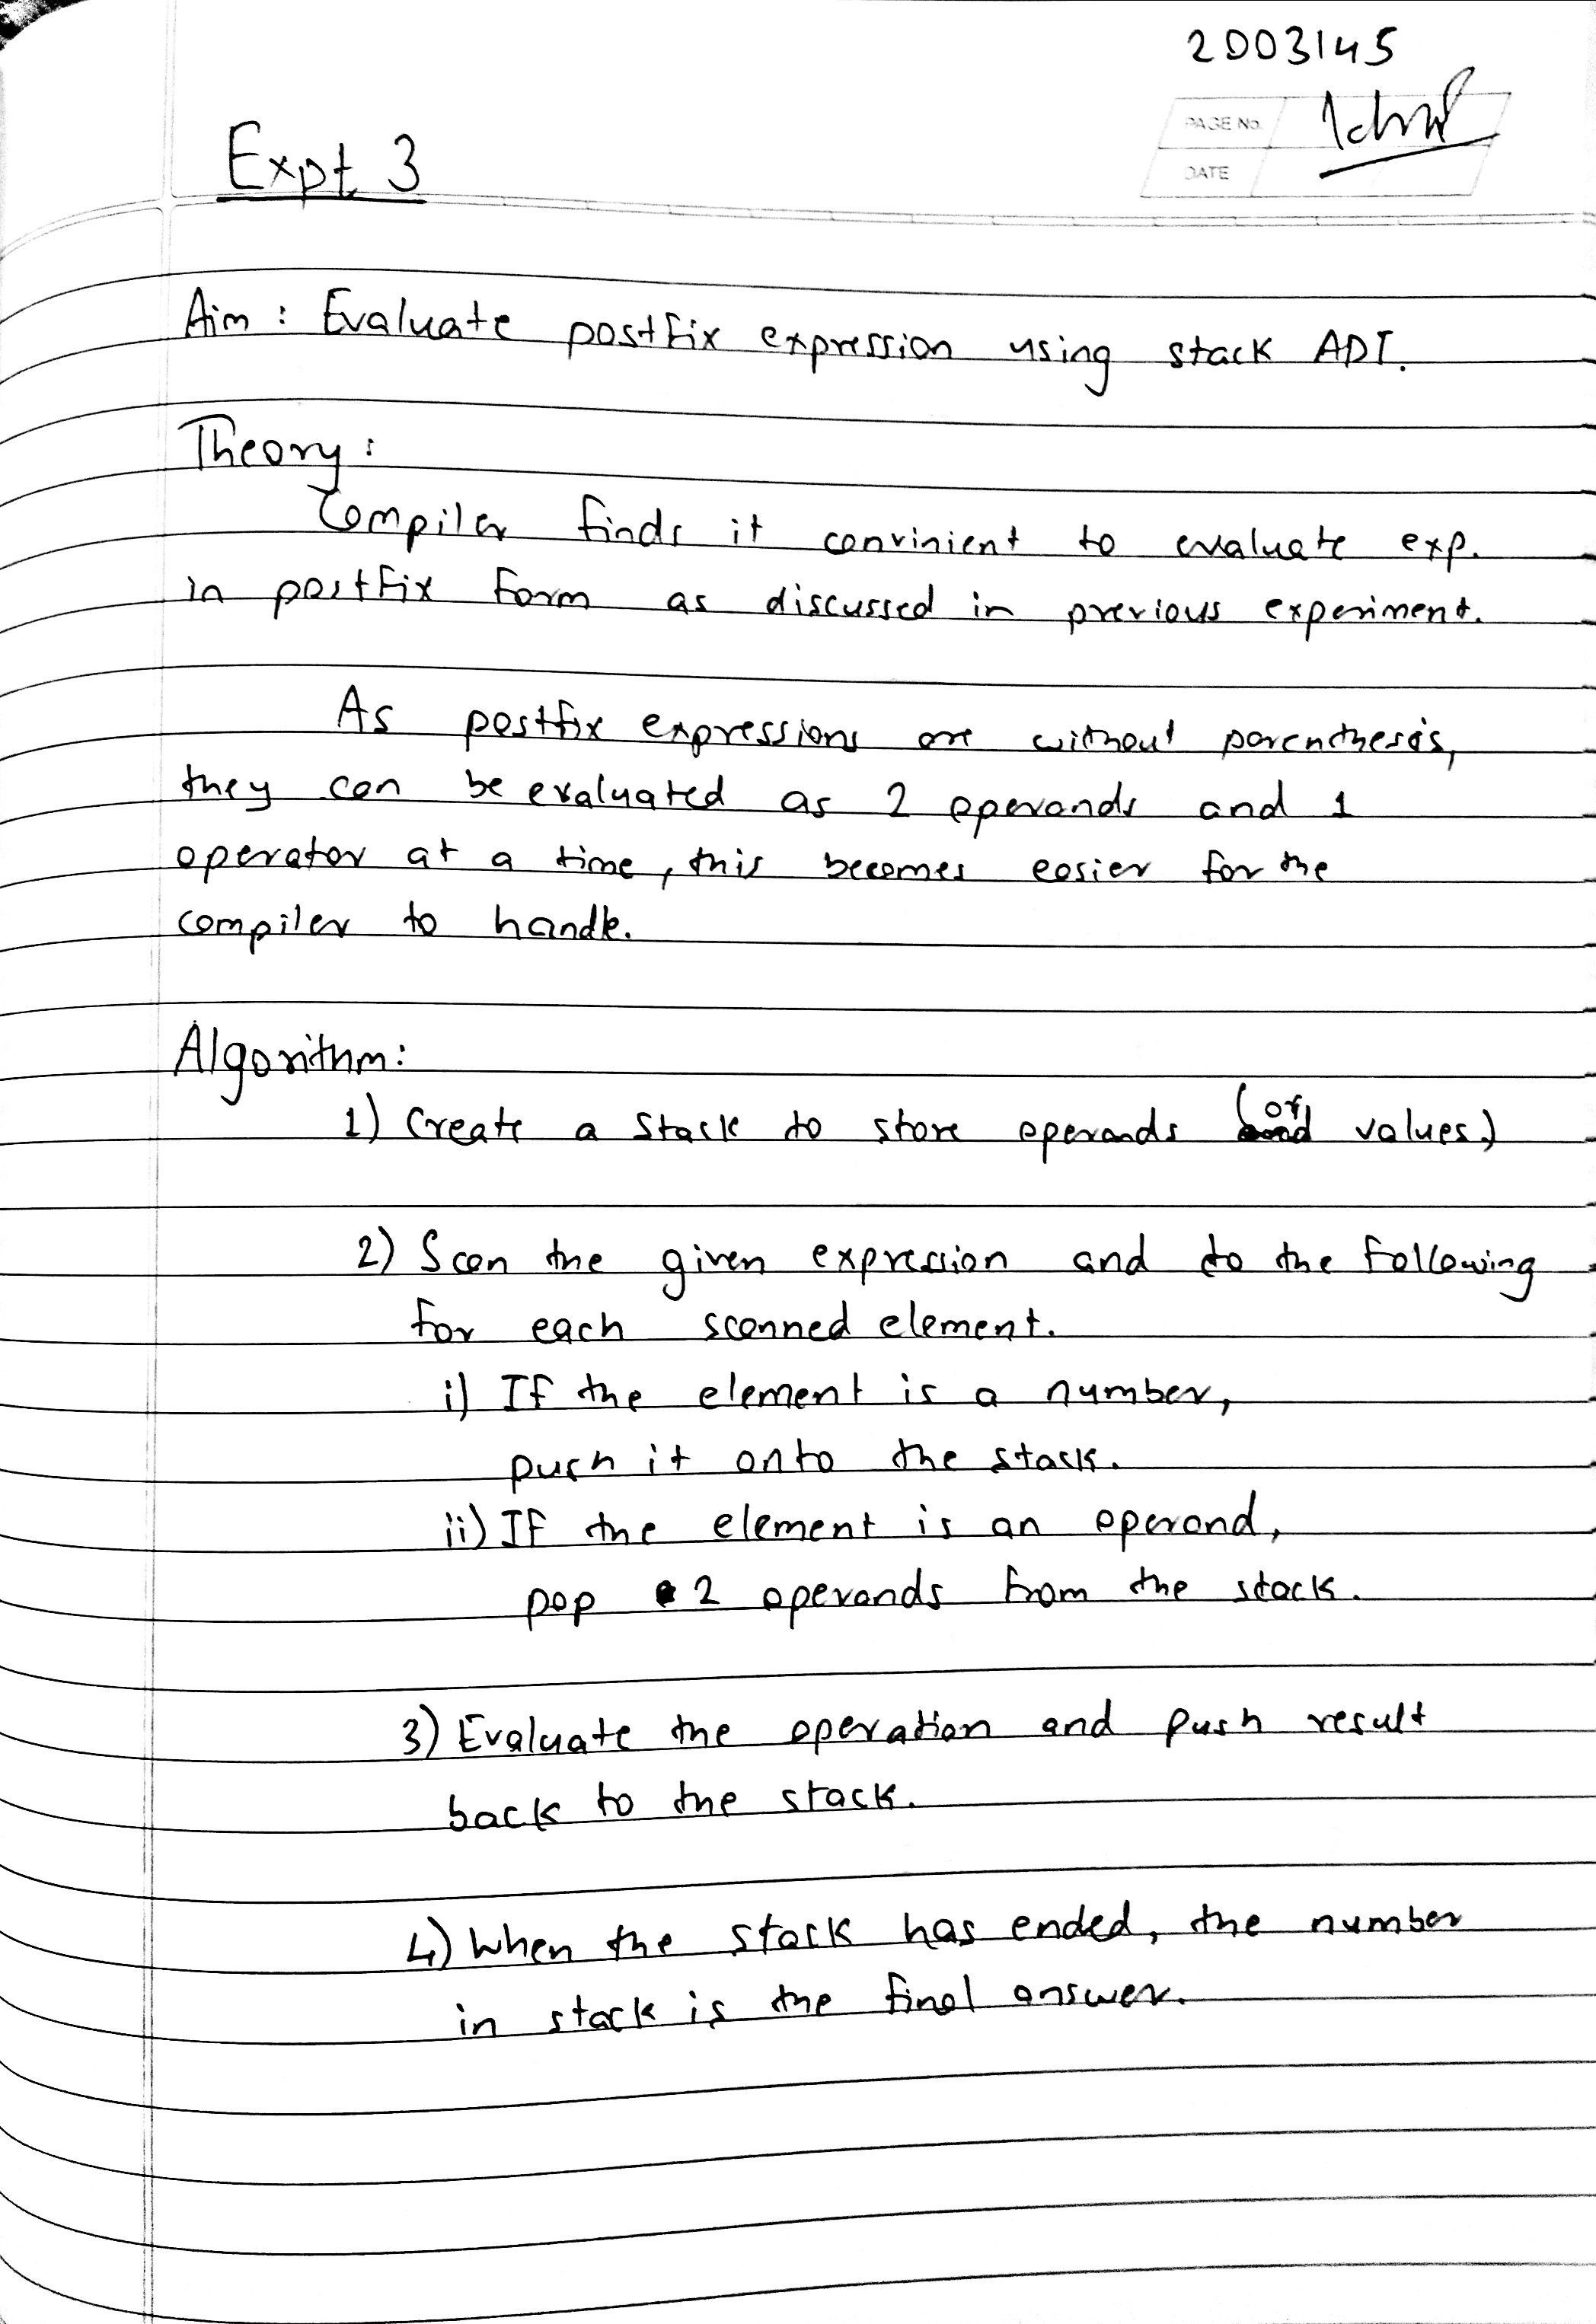 2003145
PAGE No.
DATE
Expt 3
Aim : Evaluate postfix expression using stack ADT.
Theory :
Compiler finds it convinient to evaluate exp.
in postfix form as discussed in previous experiment.
As postfix expressions are without parenthesis,
they can be evaluated as 2 operands and 1
operator at a time, this becomes easier for the
compiler to handle.
Algorithm:
1) Create a stack to store operands (or values)
2) Scan the given expression and to the following
for each scanned element.
i) If the element is a number,
push it onto the stack.
ii) If the element is an operand,
pop 2 operands from the stack.
3) Evaluate the operation and push result
back to the stack.
4) When the stack has ended, the number
in stack is the final answer.